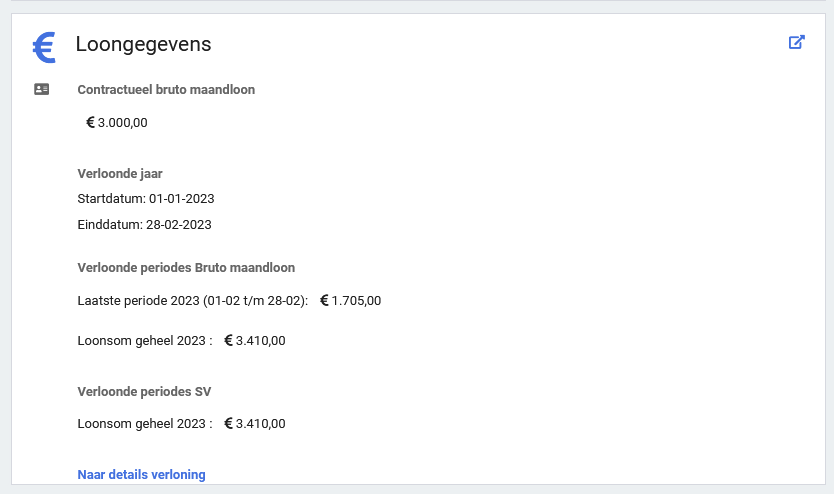 Loongegevens
Contractueel bruto maandloon
€ 3.000,00
Verloonde jaar
Startdatum: 01-01-2023
Einddatum: 28-02-2023
Verloonde periodes Bruto maandloon
Laatste periode 2023 (01-02 t/m 28-02): € 1.705,00
Loonsom geheel 2023 : € 3.410,00
Verloonde periodes SV
Loonsom geheel 2023 : € 3.410,00
Naar details verloning